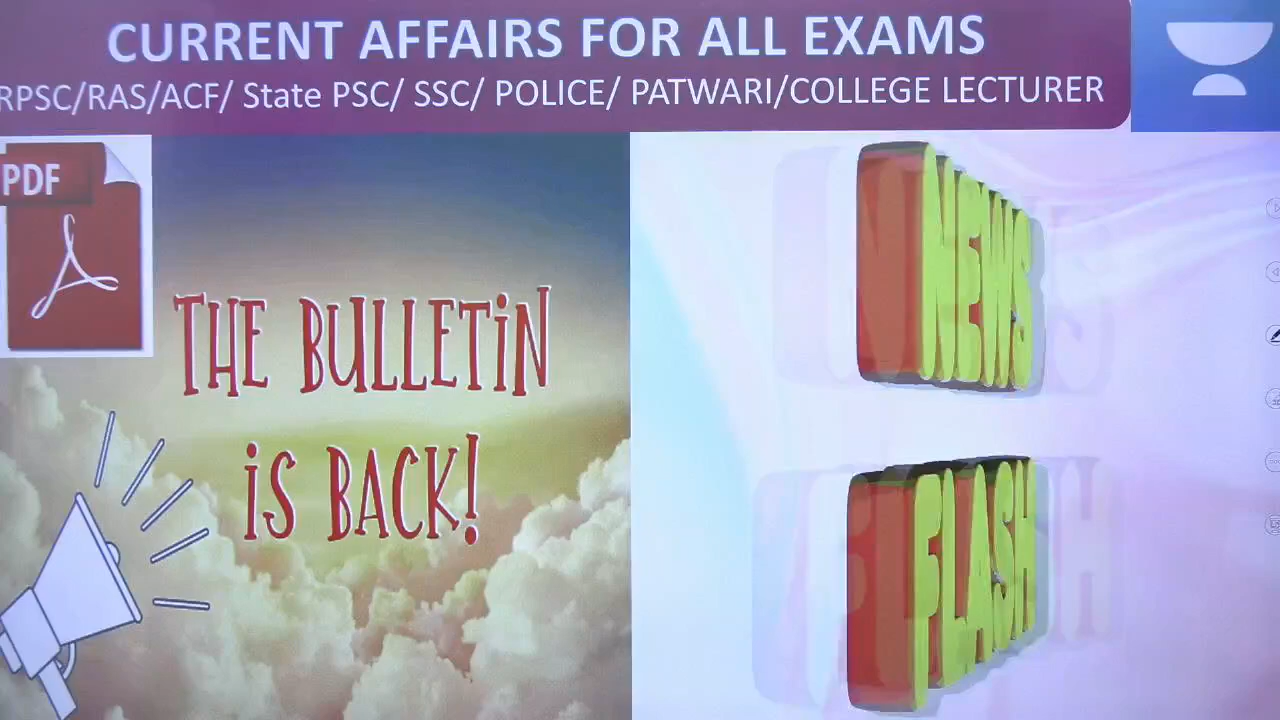 CURRENT AFFAIRS FOR ALL EXAMS
RPSC/RAS/ACF/ State PSC/ SSC/ POLICE/ PATWARI/COLLEGE LECTURER
PDF
THE BULLETiN
iS BACK!
NEWS
FLASH